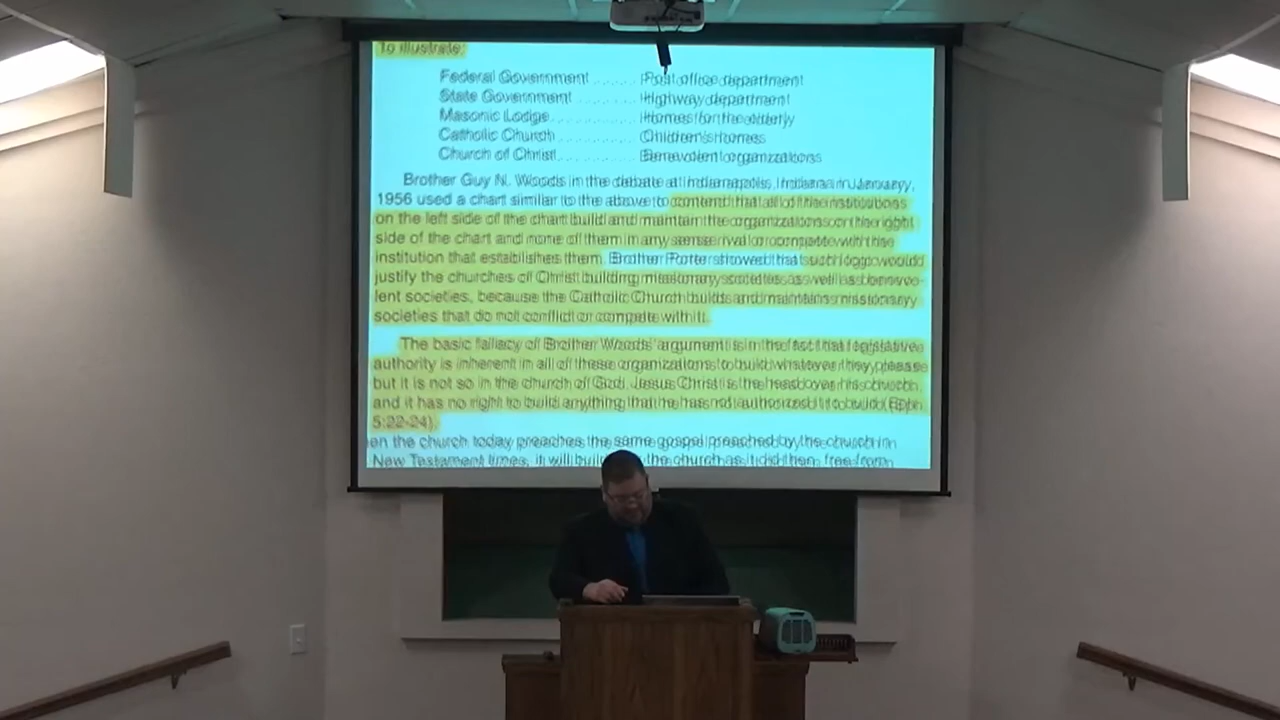 To illustrate:
Federal Government ........ Post office department
State Government ........ Highway department
Masonic Lodge ........ Homes for the elderly
Catholic Church ........ Children's homes
Church of Christ ........ Benevolent organizations
Brother Guy N. Woods in the debate at Indianapolis, Indiana in January,
1956 used a chart similar to the above to contend that all of the institutions
on the left side of the chart build and maintain the organizations on the right
side of the chart and none of them in any sense rival or compete with the
institution that establishes them. Brother Porter showed that such logic would
justify the churches of Christ building missionary societies, as well as benevo-
lent societies, because the Catholic Church builds and maintains missionary
societies that do not conflict or compete with it.
The basic fallacy of Brother Woods' argument is in the fact that legislative
authority is inherent in all of these organizations to build whatever they please
but it is not so in the church of God. Jesus Christ is the head over his church,
and it has no right to build anything that he has not authorized it to build (Eph.
5:22-24).
en the church today preaches the same gospel preached by the church in
New Testament times, it will build the church as it did then, free from